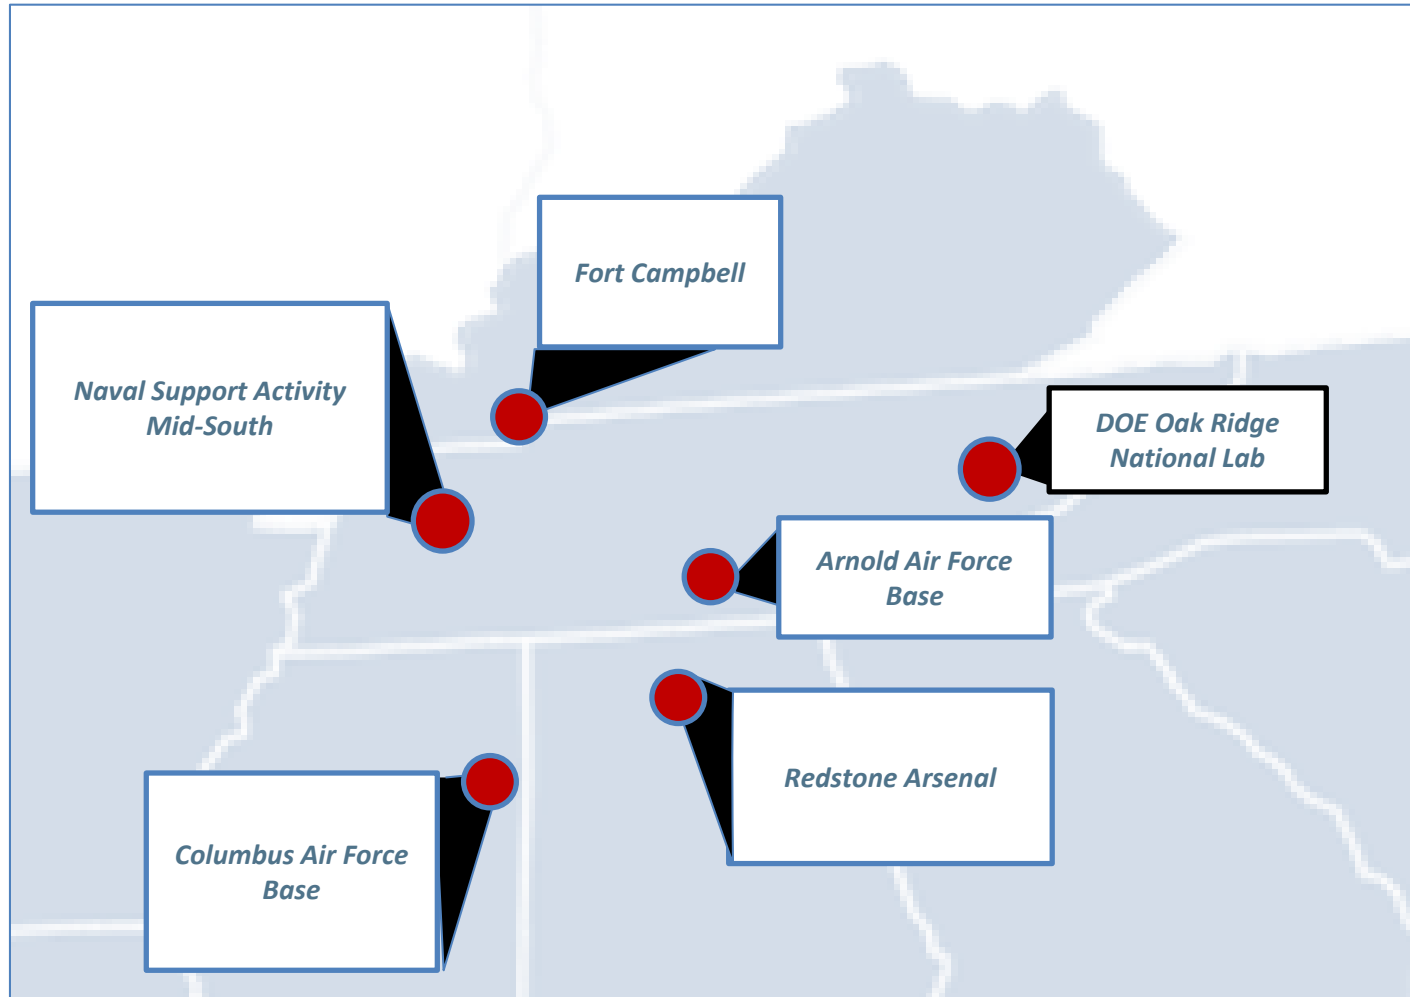 Fort Campbell
Naval Support Activity
Mid-South
DOE Oak Ridge
National Lab
Arnold Air Force
Base
Redstone Arsenal
Columbus Air Force
Base